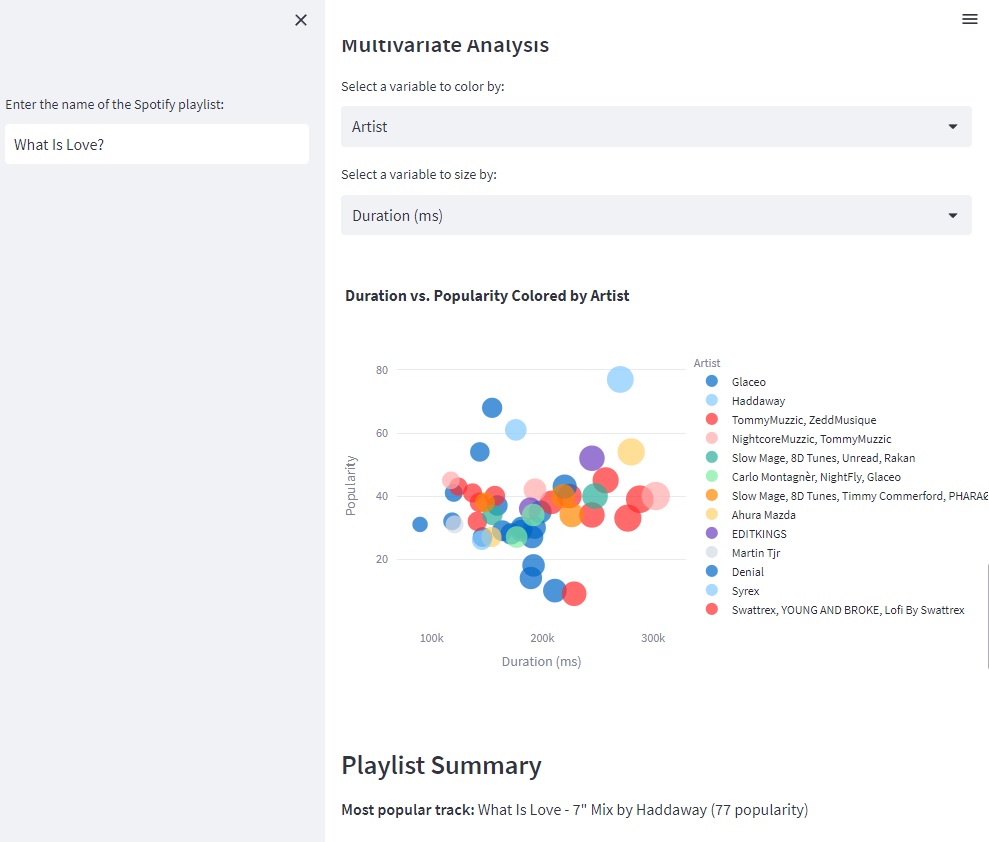 Multivariate Analysis
Enter the name of the Spotify playlist:
What Is Love?
Select a variable to color by:
Artist
Select a variable to size by:
Duration (ms)
Duration vs. Popularity Colored by Artist
Popularity
80
60
40
20
100k 200k 300k
Duration (ms)
Artist
Glaceo
Haddaway
TommyMuzzic, ZeddMusique
NightcoreMuzzic, TommyMuzzic
Slow Mage, 8D Tunes, Unread, Rakan
Carlo Montagnèr, NightFly, Glaceo
Slow Mage, 8D Tunes, Timmy Commerford,
Ahura Mazda
EDITKINGS
Martin Tjr
Denial
Syrex
Swattrex, YOUNG AND BROKE, Lofi By Swattrex
Playlist Summary
Most popular track: What Is Love - 7" Mix by Haddaway (77 popularity)